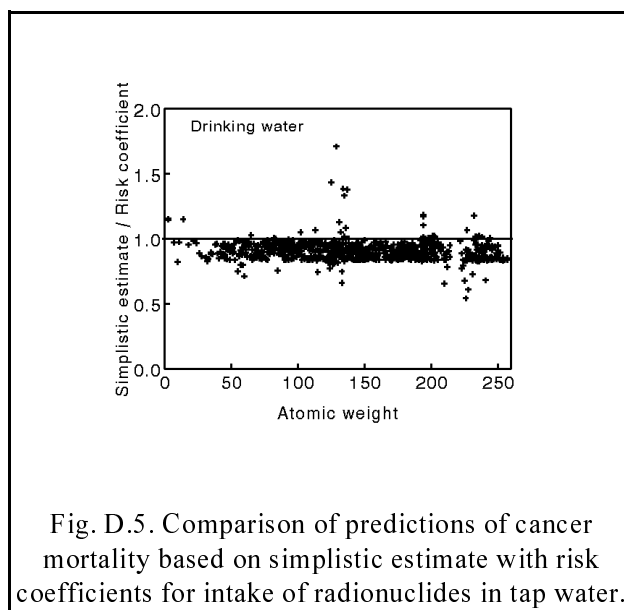 2.0
Drinking water
1.5
1.0
0.5
0.0
Simplistic estimate / Risk coefficient
0 50 100 150 200 250
Atomic weight
Fig. D.5. Comparison of predictions of cancer
mortality based on simplistic estimate with risk
coefficients for intake of radionuclides in tap water.